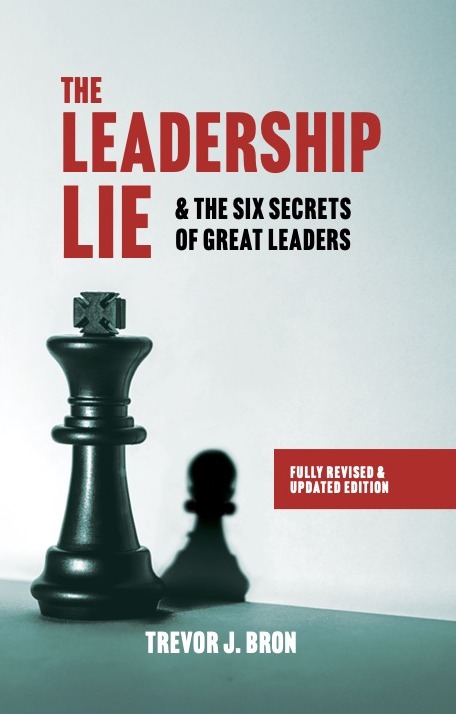 THE
LEADERSHIP
LIE
& THE SIX SECRETS
OF GREAT LEADERS
FULLY REVISED &
UPDATED EDITION
TREVOR J. BRON